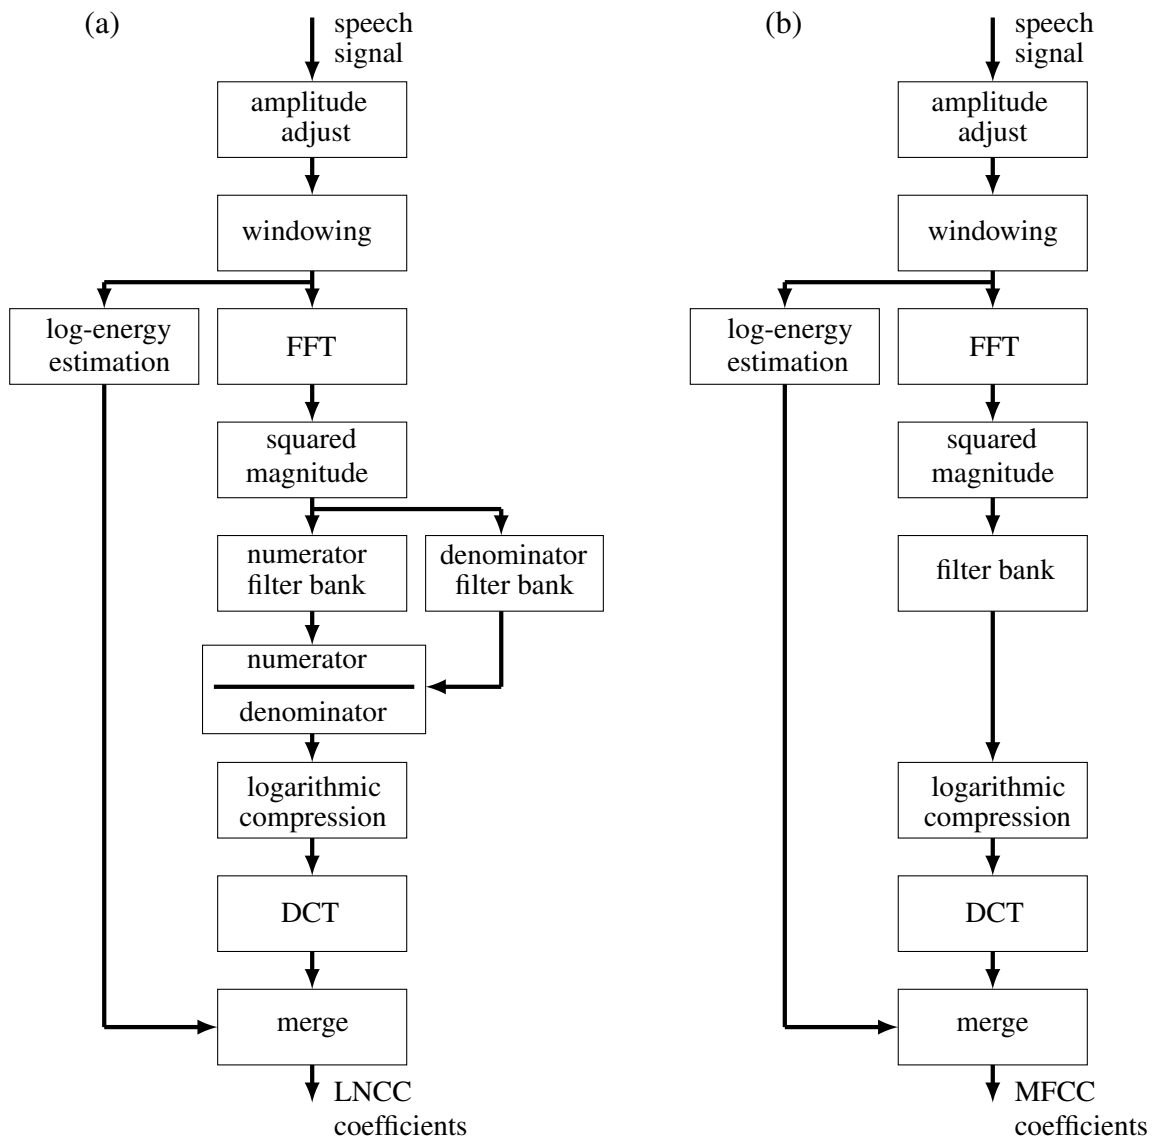 (a)
speech
signal
amplitude
adjust
windowing
log-energy
estimation
FFT
squared
magnitude
numerator
filter bank
denominator
filter bank
numerator
denominator
logarithmic
compression
DCT
merge
LNCC
coefficients
(b)
speech
signal
amplitude
adjust
windowing
log-energy
estimation
FFT
squared
magnitude
filter bank
logarithmic
compression
DCT
merge
MFCC
coefficients